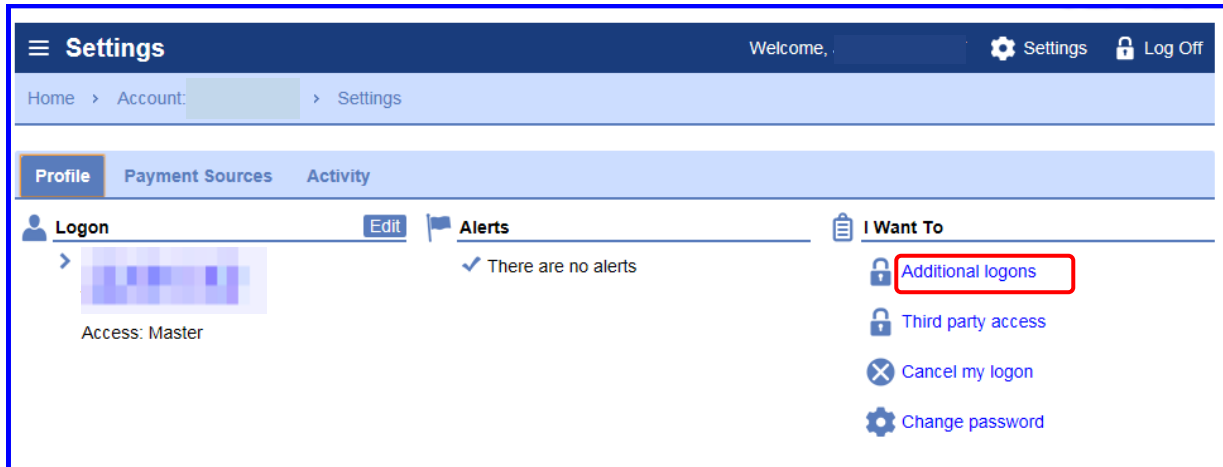 Settings
Welcome,
Settings
Log Off
Home > Account: > Settings
Profile
Payment Sources
Activity
Logon
Edit
Access: Master
Alerts
There are no alerts
I Want To
Additional logons
Third party access
Cancel my logon
Change password